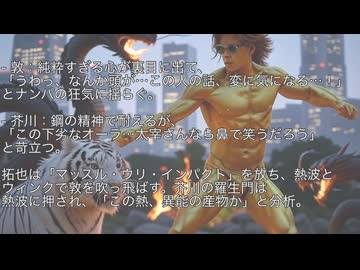 - 敦：純粋すぎる心が裏目に出て、
「うわっ、なんか頭が…この人の話、変に気になる…！」
とナンパの狂気に揺らぐ。
- 芥川：鋼の精神で耐えるが、
「この下劣なオーラ…太宰さんなら鼻で笑うだろう」
と苛立つ。
拓也は「マッスル・ウリ・インパクト」を放ち、熱波と
ウィンクで敦を吹っ飛ばす。芥川の羅生門は
熱波に押され、「この熱、異能の産物か」と分析。